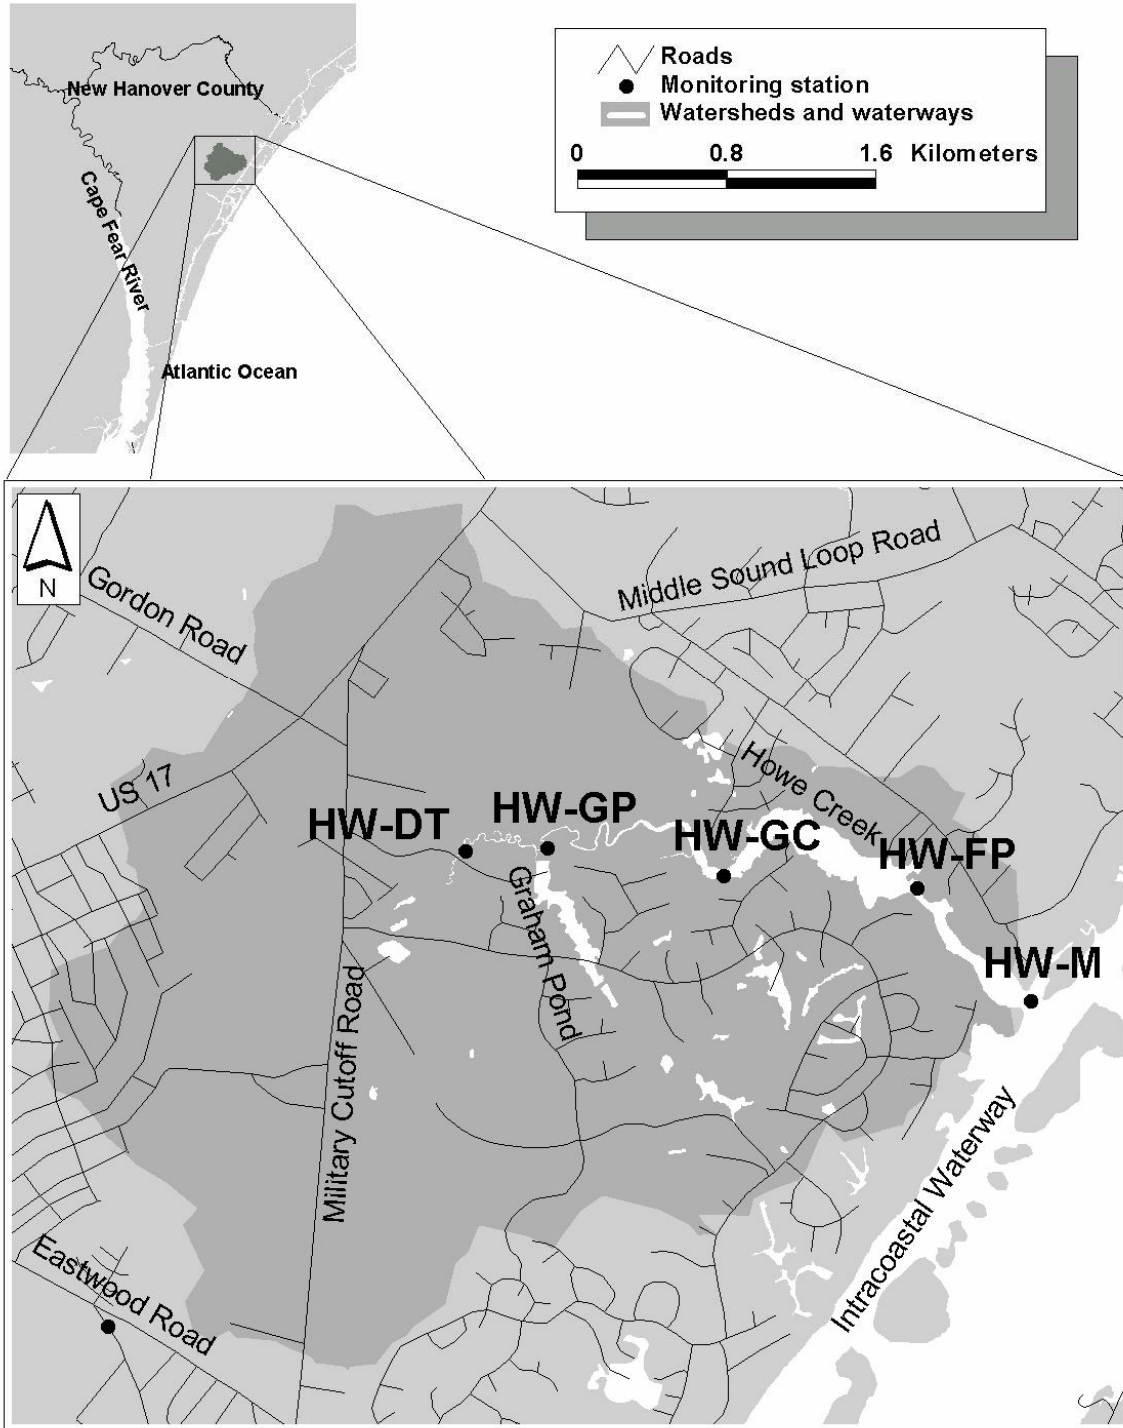 New Hanover County
Cape Fear River
Atlantic Ocean
Roads
Monitoring station
Watersheds and waterways
0 0.8 1.6 Kilometers
N
Gordon Road
Middle Sound Loop Road
US 17
Howe Creek
HW-DT
HW-GP
HW-GC
HW-FP
HW-M
Graham Pond
Military Cutoff Road
Intracoastal Waterway
Eastwood Road